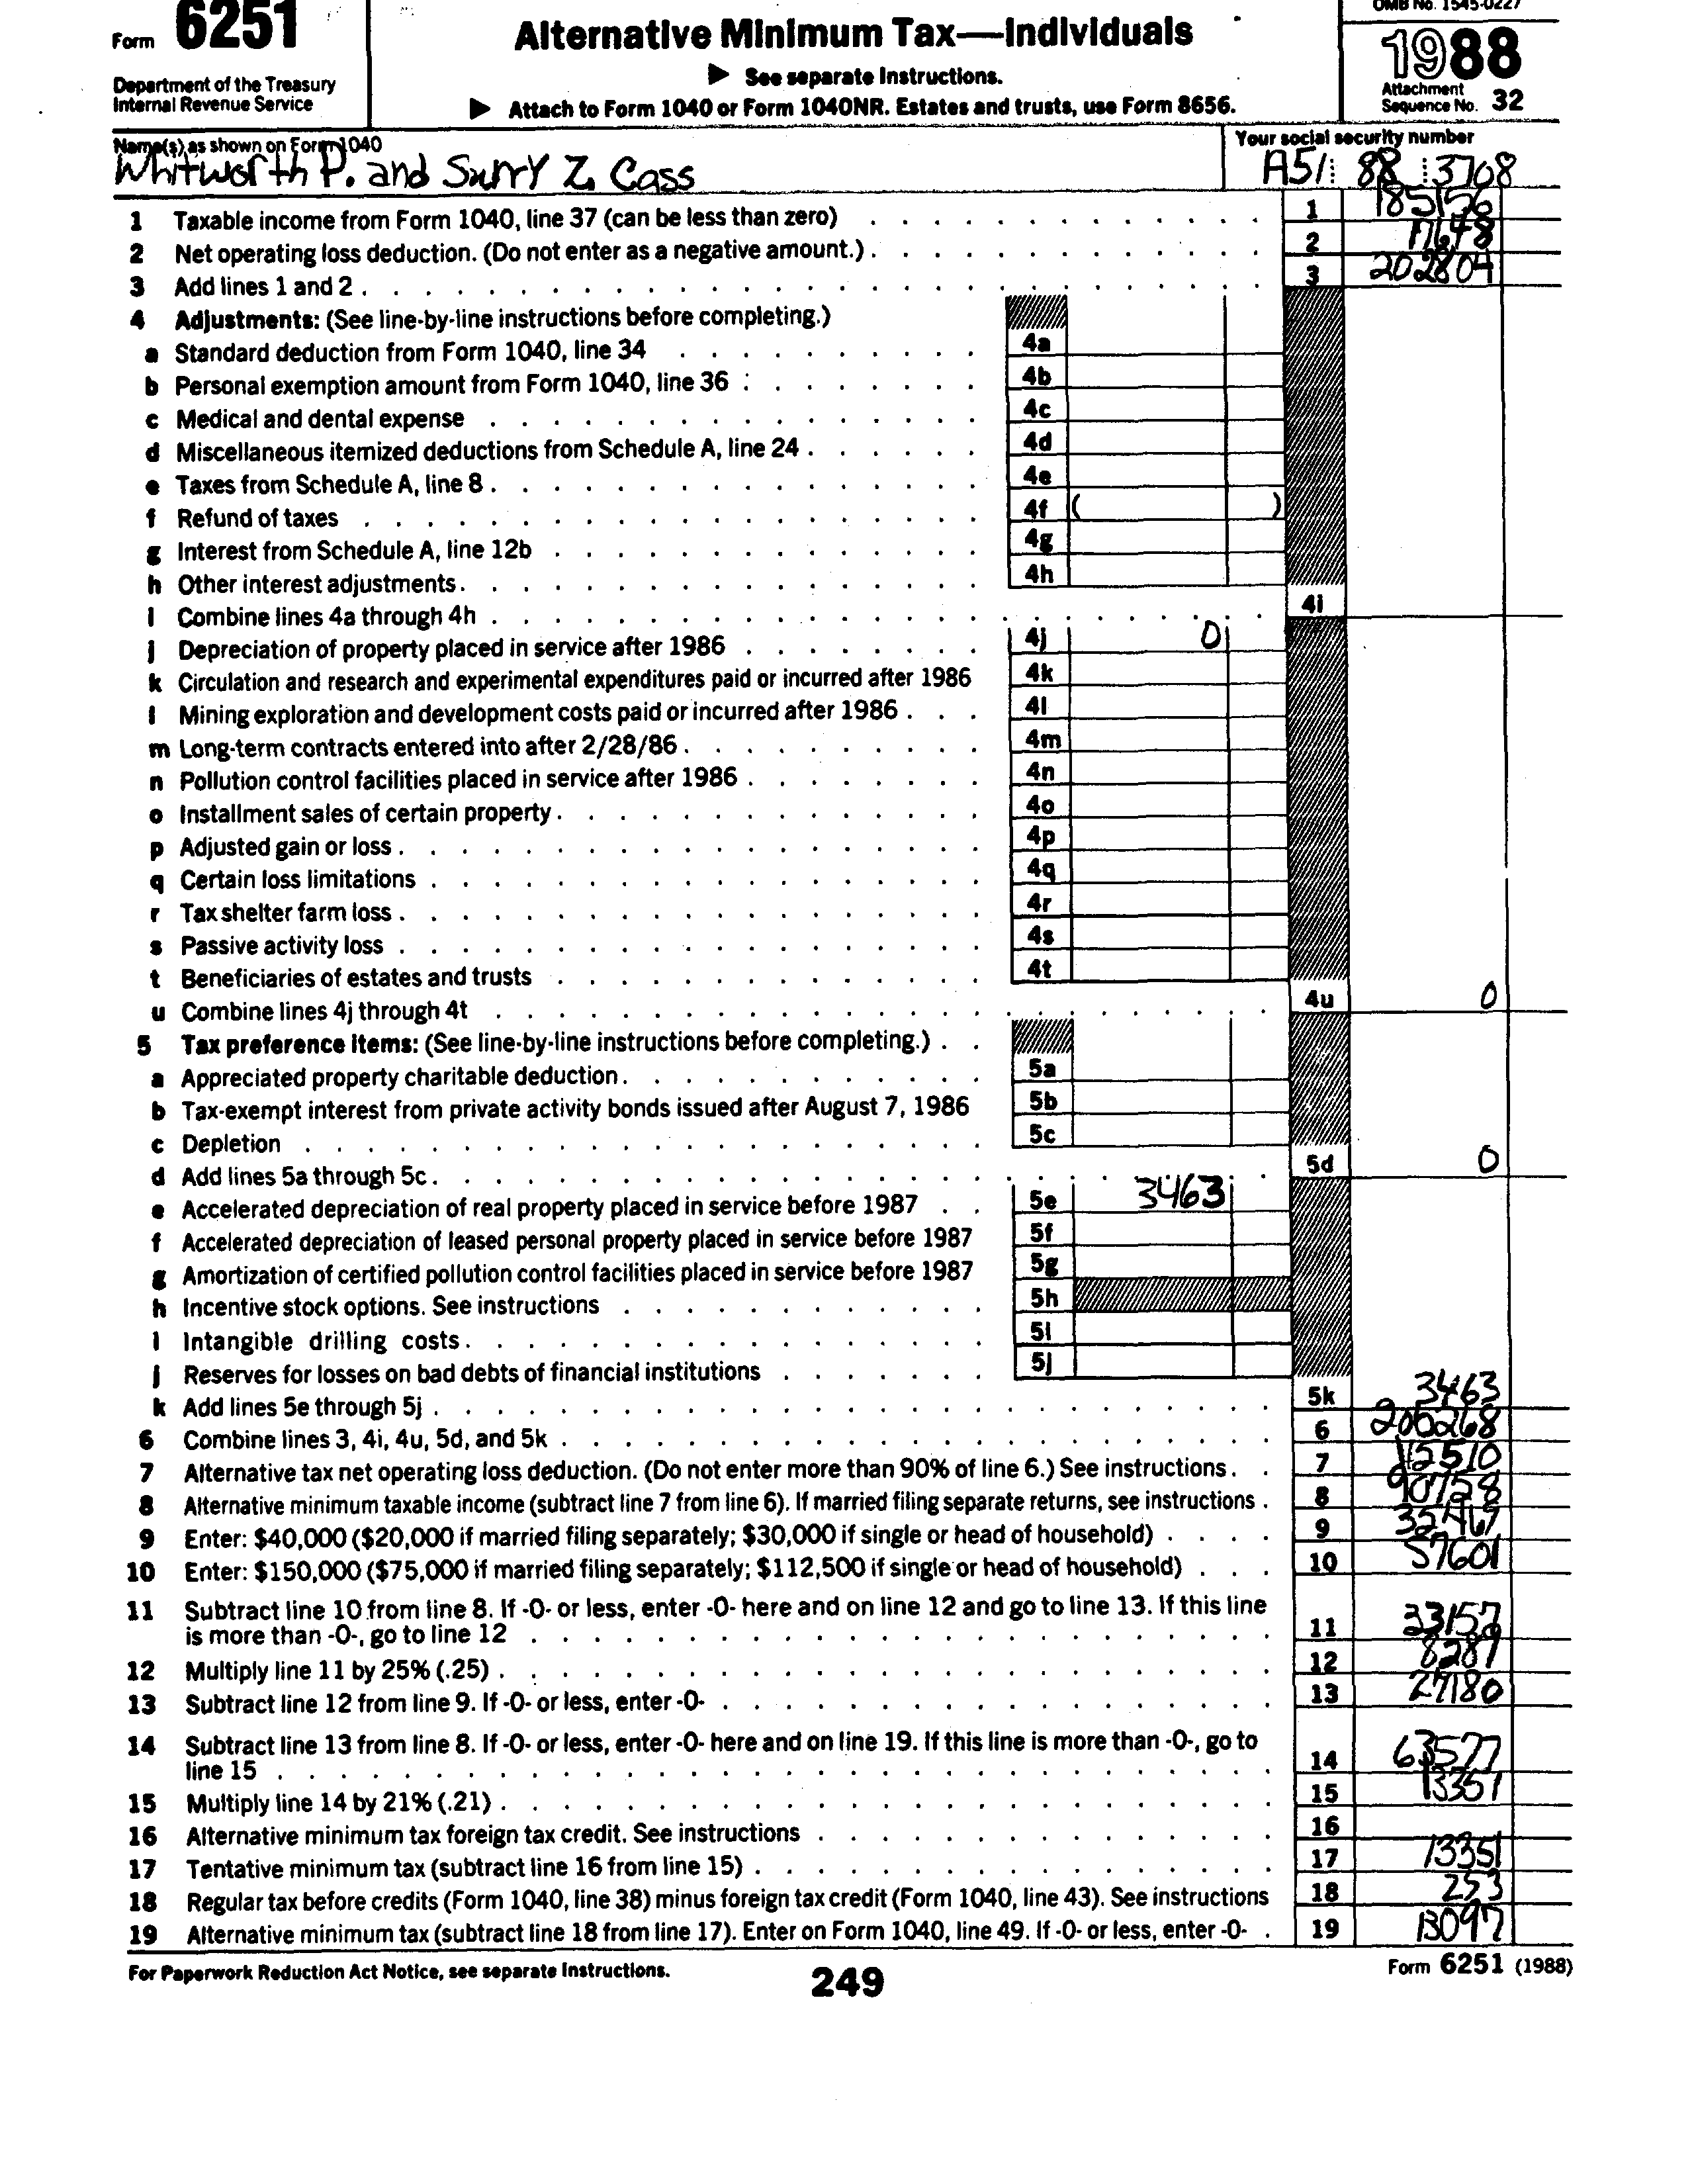 Form 6251
Department of the Treasury
Internal Revenue Service
Alternative Minimum Tax—Individuals
▶ See separate Instructions.
▶ Attach to Form 1040 or Form 1040NR. Estates and trusts, use Form 8656.
OMB No. 1545-0227
1988
Attachment
Sequence No. 32
Name(s) as shown on Form 1040
Whitworth P. and Surry Z. Cass
Your social security number
A51 88 3708
1 Taxable income from Form 1040, line 37 (can be less than zero) 1 185156
2 Net operating loss deduction. (Do not enter as a negative amount.) 2 17648
3 Add lines 1 and 2 3 202804
4 Adjustments: (See line-by-line instructions before completing.)
a Standard deduction from Form 1040, line 34 4a
b Personal exemption amount from Form 1040, line 36 4b
c Medical and dental expense 4c
d Miscellaneous itemized deductions from Schedule A, line 24 4d
e Taxes from Schedule A, line 8 4e
f Refund of taxes 4f ( )
g Interest from Schedule A, line 12b 4g
h Other interest adjustments 4h
i Combine lines 4a through 4h 4i
j Depreciation of property placed in service after 1986 4j 0
k Circulation and research and experimental expenditures paid or incurred after 1986 4k
l Mining exploration and development costs paid or incurred after 1986 4l
m Long-term contracts entered into after 2/28/86 4m
n Pollution control facilities placed in service after 1986 4n
o Installment sales of certain property 4o
p Adjusted gain or loss 4p
q Certain loss limitations 4q
r Tax shelter farm loss 4r
s Passive activity loss 4s
t Beneficiaries of estates and trusts 4t
u Combine lines 4j through 4t 4u 0
5 Tax preference items: (See line-by-line instructions before completing.)
a Appreciated property charitable deduction 5a
b Tax-exempt interest from private activity bonds issued after August 7, 1986 5b
c Depletion 5c
d Add lines 5a through 5c 5d 0
e Accelerated depreciation of real property placed in service before 1987 5e 3463
f Accelerated depreciation of leased personal property placed in service before 1987 5f
g Amortization of certified pollution control facilities placed in service before 1987 5g
h Incentive stock options. See instructions 5h
i Intangible drilling costs 5i
j Reserves for losses on bad debts of financial institutions 5j
k Add lines 5e through 5j 5k 3463
6 Combine lines 3, 4i, 4u, 5d, and 5k 6 206268
7 Alternative tax net operating loss deduction. (Do not enter more than 90% of line 6.) See instructions 7
8 Alternative minimum taxable income (subtract line 7 from line 6). If married filing separate returns, see instructions 8 90758
9 Enter: $40,000 ($20,000 if married filing separately; $30,000 if single or head of household) 9 35467
10 Enter: $150,000 ($75,000 if married filing separately; $112,500 if single or head of household) 10 57601
11 Subtract line 10 from line 8. If -0- or less, enter -0- here and on line 12 and go to line 13. If this line
is more than -0-, go to line 12 11 33157
12 Multiply line 11 by 25% (.25) 12 8289
13 Subtract line 12 from line 9. If -0- or less, enter -0- 13 27180
14 Subtract line 13 from line 8. If -0- or less, enter -0- here and on line 19. If this line is more than -0-, go to
line 15 14 63577
15 Multiply line 14 by 21% (.21) 15 13351
16 Alternative minimum tax foreign tax credit. See instructions 16
17 Tentative minimum tax (subtract line 16 from line 15) 17 13351
18 Regular tax before credits (Form 1040, line 38) minus foreign tax credit (Form 1040, line 43). See instructions 18 253
19 Alternative minimum tax (subtract line 18 from line 17). Enter on Form 1040, line 49. If -0- or less, enter -0- 19 13097
For Paperwork Reduction Act Notice, see separate Instructions.
249
Form 6251 (1988)